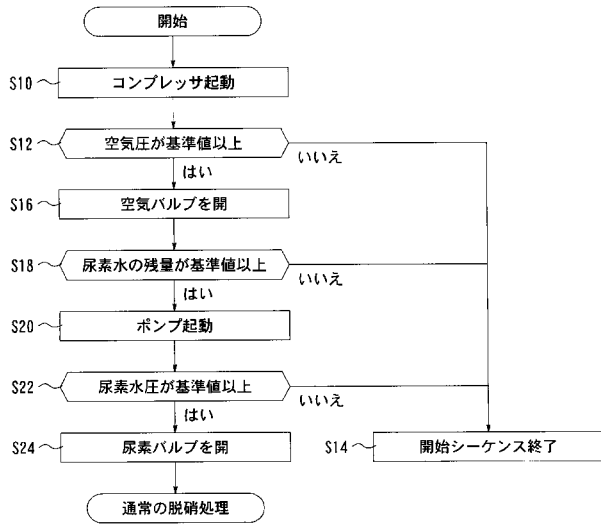 開始
S10 コンプレッサ起動
S12 空気圧が基準値以上
いいえ
はい
S16 空気バルブを開
S18 尿素水の残量が基準値以上
いいえ
はい
S20 ポンプ起動
S22 尿素水圧が基準値以上
いいえ
はい
S24 尿素バルブを開
S14 開始シーケンス終了
通常の脱硝処理